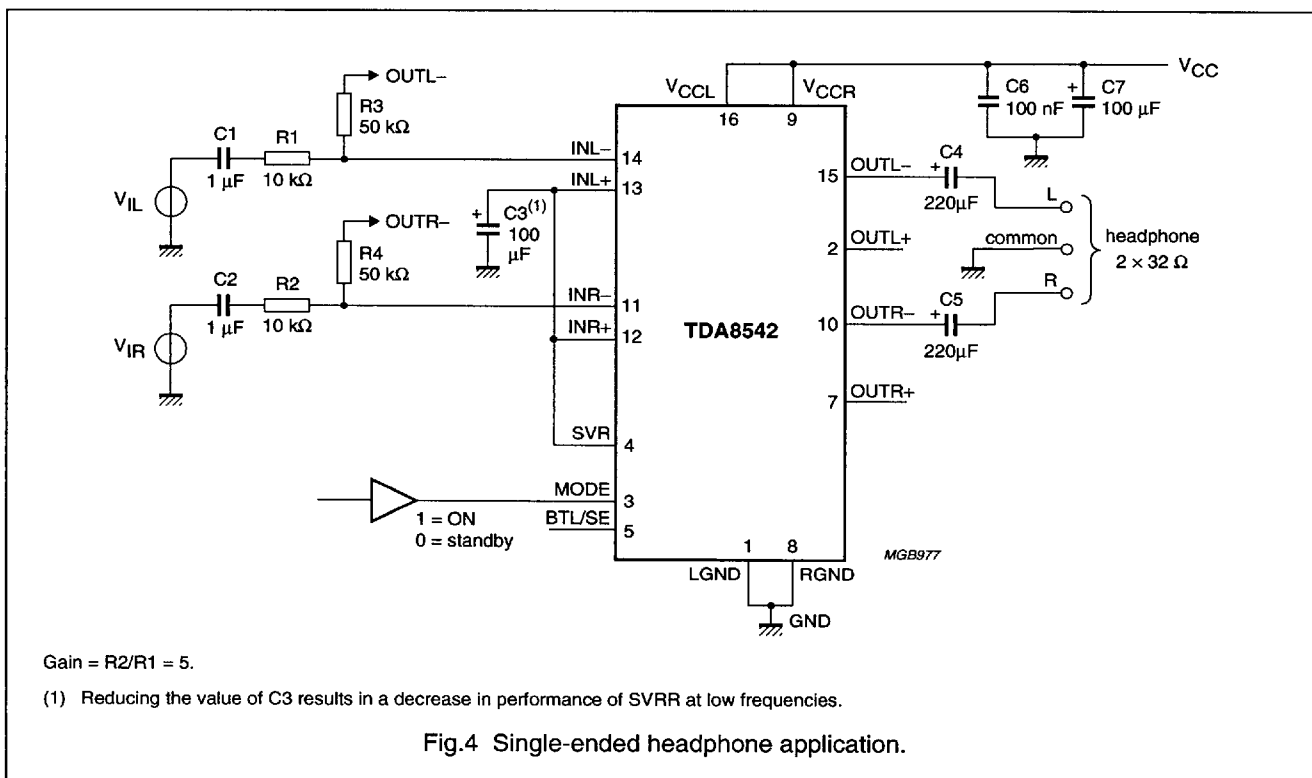 VCC
VCCL
VCCR
16
9
C6
100 nF
+
C7
100 µF
OUTL−
R3
50 kΩ
C1
1 µF
R1
10 kΩ
INL−
14
INL+
13
VIL
C3(1)
+
100
µF
OUTR−
R4
50 kΩ
C2
1 µF
R2
10 kΩ
INR−
11
INR+
12
VIR
SVR
4
MODE
3
1 = ON
0 = standby
BTL/SE
5
TDA8542
15
OUTL−
+
C4
220µF
L
2
OUTL+
common
headphone
2 × 32 Ω
R
10
OUTR−
+
C5
220µF
7
OUTR+
1
8
LGND
RGND
GND
MGB977
Gain = R2/R1 = 5.
(1) Reducing the value of C3 results in a decrease in performance of SVRR at low frequencies.
Fig.4 Single-ended headphone application.